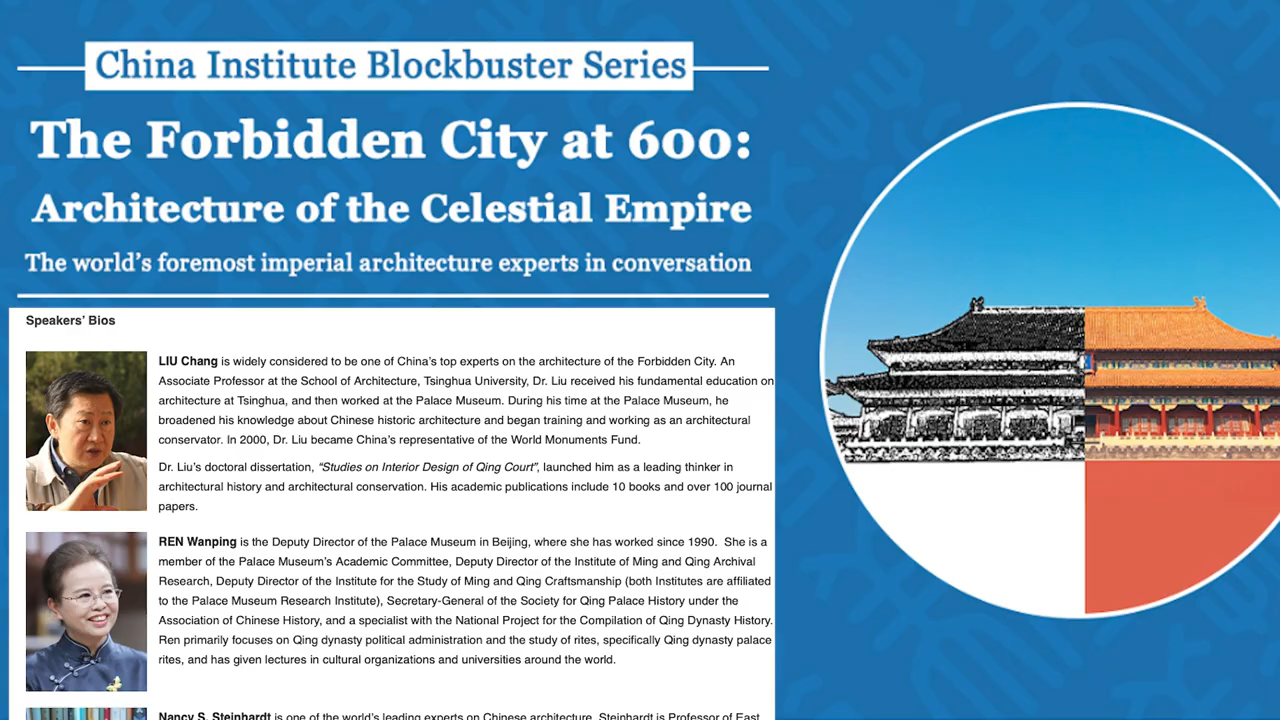 China Institute Blockbuster Series
The Forbidden City at 600:
Architecture of the Celestial Empire
The world's foremost imperial architecture experts in conversation
Speakers' Bios
LIU Chang is widely considered to be one of China's top experts on the architecture of the Forbidden City. An
Associate Professor at the School of Architecture, Tsinghua University, Dr. Liu received his fundamental education on
architecture at Tsinghua, and then worked at the Palace Museum. During his time at the Palace Museum, he
broadened his knowledge about Chinese historic architecture and began training and working as an architectural
conservator. In 2000, Dr. Liu became China's representative of the World Monuments Fund.
Dr. Liu's doctoral dissertation, "Studies on Interior Design of Qing Court", launched him as a leading thinker in
architectural history and architectural conservation. His academic publications include 10 books and over 100 journal
papers.
REN Wanping is the Deputy Director of the Palace Museum in Beijing, where she has worked since 1990. She is a
member of the Palace Museum's Academic Committee, Deputy Director of the Institute of Ming and Qing Archival
Research, Deputy Director of the Institute for the Study of Ming and Qing Craftsmanship (both Institutes are affiliated
to the Palace Museum Research Institute), Secretary-General of the Society for Qing Palace History under the
Association of Chinese History, and a specialist with the National Project for the Compilation of Qing Dynasty History.
Ren primarily focuses on Qing dynasty political administration and the study of rites, specifically Qing dynasty palace
rites, and has given lectures in cultural organizations and universities around the world.
Nancy S. Steinhardt is one of the world's leading experts on Chinese architecture. Steinhardt is Professor of East